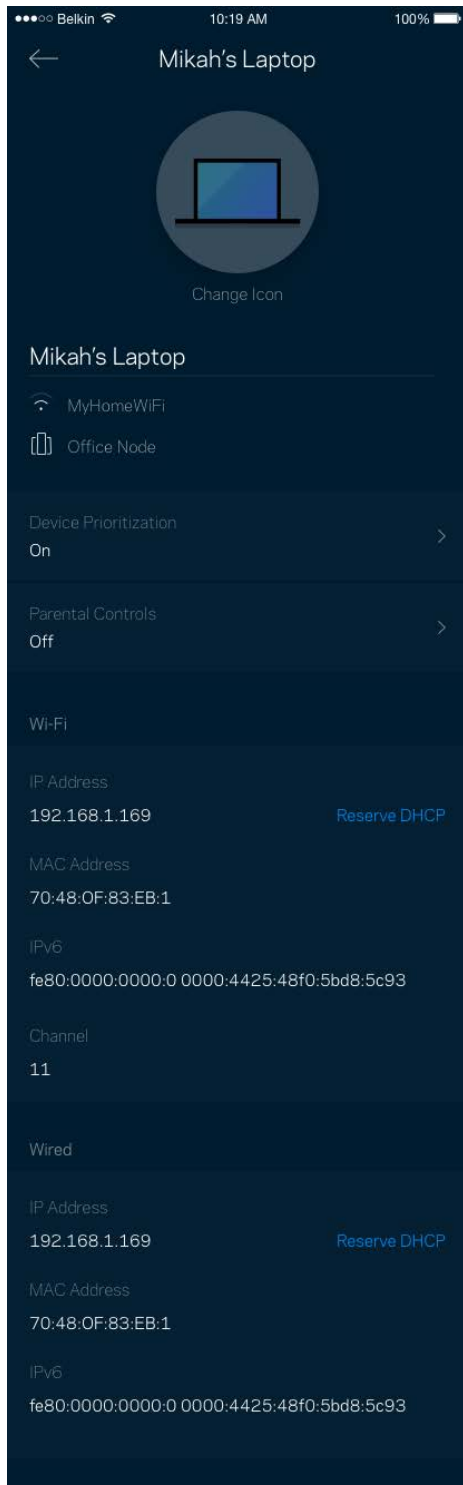 Belkin 10:19 AM 100%
Mikah's Laptop
Change Icon
Mikah's Laptop
MyHomeWiFi
Office Node
Device Prioritization
On
Parental Controls
Off
Wi-Fi
IP Address
192.168.1.169 Reserve DHCP
MAC Address
70:48:0F:83:EB:1
IPv6
fe80:0000:0000:0 0000:4425:48f0:5bd8:5c93
Channel
11
Wired
IP Address
192.168.1.169 Reserve DHCP
MAC Address
70:48:0F:83:EB:1
IPv6
fe80:0000:0000:0 0000:4425:48f0:5bd8:5c93